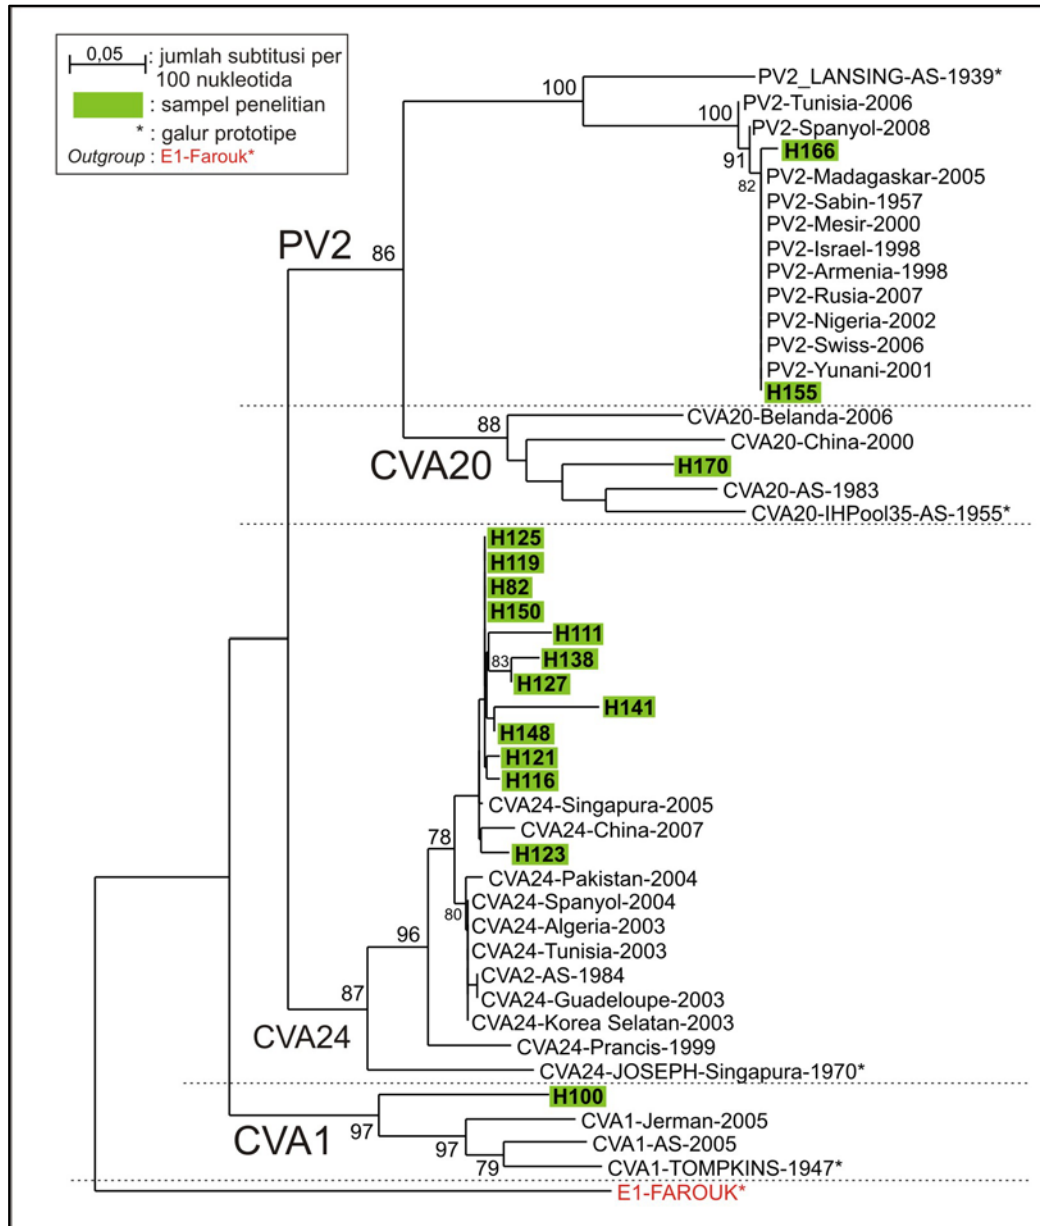 0,05 : jumlah subtitusi per
100 nukleotida
: sampel penelitian
* : galur prototipe
Outgroup : E1-Farouk*
PV2_LANSING-AS-1939*
100
PV2-Tunisia-2006
100
PV2-Spanyol-2008
H166
91
PV2-Madagaskar-2005
82
PV2-Sabin-1957
PV2-Mesir-2000
PV2
86
PV2-Israel-1998
PV2-Armenia-1998
PV2-Rusia-2007
PV2-Nigeria-2002
PV2-Swiss-2006
PV2-Yunani-2001
H155
CVA20-Belanda-2006
88
CVA20-China-2000
CVA20
H170
CVA20-AS-1983
CVA20-IHPool35-AS-1955*
H125
H119
H82
H150
H111
83
H138
H127
H141
H148
H121
H116
CVA24-Singapura-2005
CVA24-China-2007
78
H123
CVA24-Pakistan-2004
CVA24-Spanyol-2004
80
CVA24-Algeria-2003
96
CVA24-Tunisia-2003
CVA2-AS-1984
87
CVA24-Guadeloupe-2003
CVA24-Korea Selatan-2003
CVA24
CVA24-Prancis-1999
CVA24-JOSEPH-Singapura-1970*
H100
CVA1-Jerman-2005
CVA1
97
CVA1-AS-2005
97
79
CVA1-TOMPKINS-1947*
E1-FAROUK*